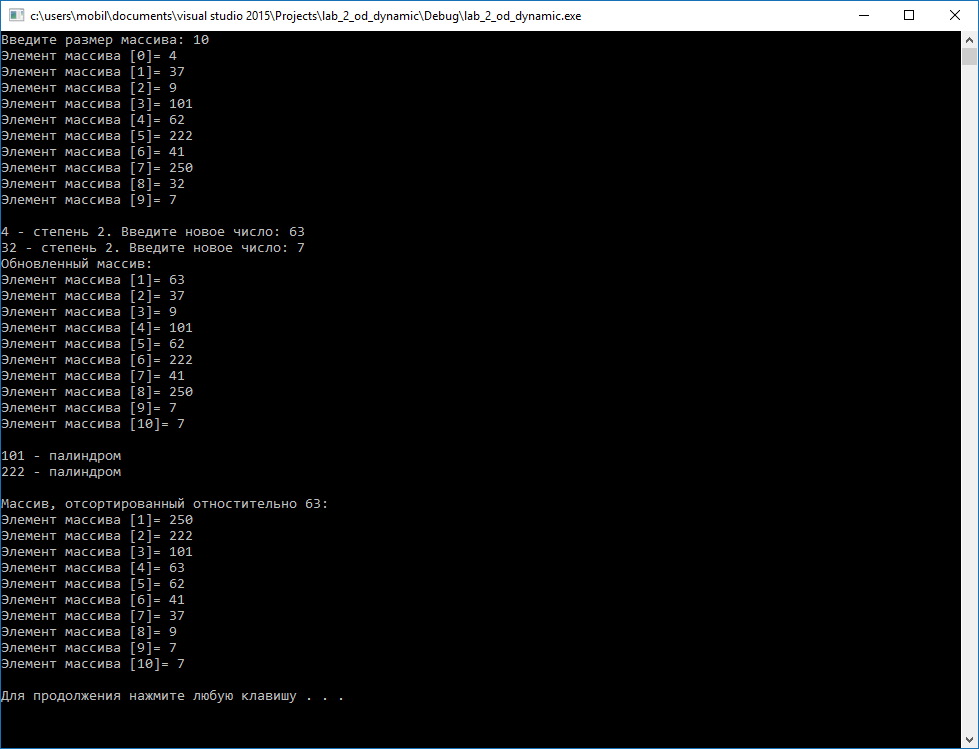 c:\users\mobil\documents\visual studio 2015\Projects\lab_2_od_dynamic\Debug\lab_2_od_dynamic.exe
Введите размер массива: 10
Элемент массива [0]= 4
Элемент массива [1]= 37
Элемент массива [2]= 9
Элемент массива [3]= 101
Элемент массива [4]= 62
Элемент массива [5]= 222
Элемент массива [6]= 41
Элемент массива [7]= 250
Элемент массива [8]= 32
Элемент массива [9]= 7
4 - степень 2. Введите новое число: 63
32 - степень 2. Введите новое число: 7
Обновленный массив:
Элемент массива [1]= 63
Элемент массива [2]= 37
Элемент массива [3]= 9
Элемент массива [4]= 101
Элемент массива [5]= 62
Элемент массива [6]= 222
Элемент массива [7]= 41
Элемент массива [8]= 250
Элемент массива [9]= 7
Элемент массива [10]= 7
101 - палиндром
222 - палиндром
Массив, отсортированный отностительно 63:
Элемент массива [1]= 250
Элемент массива [2]= 222
Элемент массива [3]= 101
Элемент массива [4]= 63
Элемент массива [5]= 62
Элемент массива [6]= 41
Элемент массива [7]= 37
Элемент массива [8]= 9
Элемент массива [9]= 7
Элемент массива [10]= 7
Для продолжения нажмите любую клавишу . . .